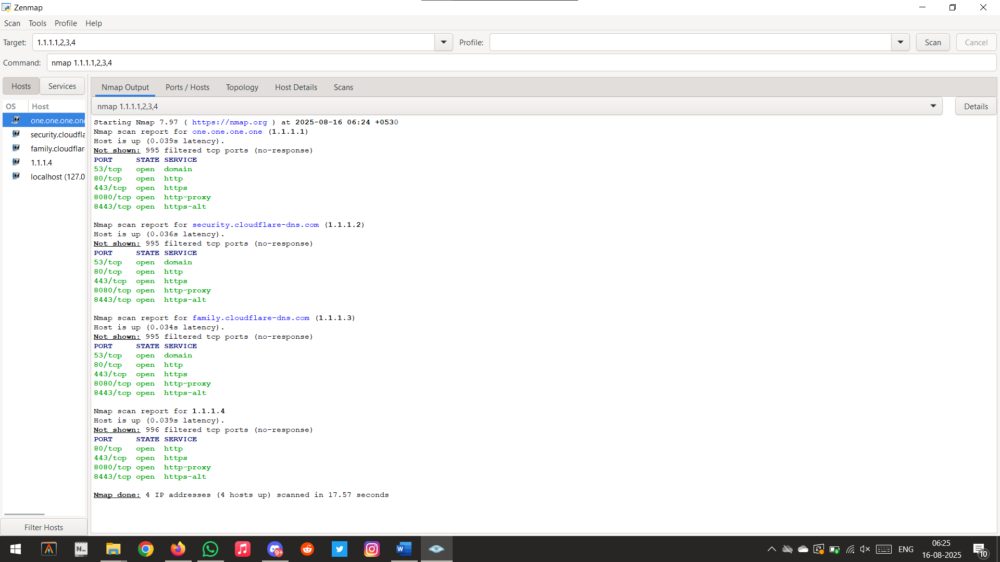 Zenmap
Scan Tools Profile Help
Target: 1.1.1.1,2,3,4 Profile: Scan Cancel
Command: nmap 1.1.1.1,2,3,4
Hosts Services
Nmap Output Ports / Hosts Topology Host Details Scans
OS Host
one.one.one.one
security.cloudfla
family.cloudflar
1.1.1.4
localhost (127.0
nmap 1.1.1.1,2,3,4 Details
Starting Nmap 7.97 ( https://nmap.org ) at 2025-08-16 06:24 +0530
Nmap scan report for one.one.one.one (1.1.1.1)
Host is up (0.039s latency).
Not shown: 995 filtered tcp ports (no-response)
PORT STATE SERVICE
53/tcp open domain
80/tcp open http
443/tcp open https
8080/tcp open http-proxy
8443/tcp open https-alt
Nmap scan report for security.cloudflare-dns.com (1.1.1.2)
Host is up (0.036s latency).
Not shown: 995 filtered tcp ports (no-response)
PORT STATE SERVICE
53/tcp open domain
80/tcp open http
443/tcp open https
8080/tcp open http-proxy
8443/tcp open https-alt
Nmap scan report for family.cloudflare-dns.com (1.1.1.3)
Host is up (0.034s latency).
Not shown: 995 filtered tcp ports (no-response)
PORT STATE SERVICE
53/tcp open domain
80/tcp open http
443/tcp open https
8080/tcp open http-proxy
8443/tcp open https-alt
Nmap scan report for 1.1.1.4
Host is up (0.039s latency).
Not shown: 996 filtered tcp ports (no-response)
PORT STATE SERVICE
80/tcp open http
443/tcp open https
8080/tcp open http-proxy
8443/tcp open https-alt
Nmap done: 4 IP addresses (4 hosts up) scanned in 17.57 seconds
Filter Hosts
N_
9+
W
ENG
06:25
16-08-2025
10